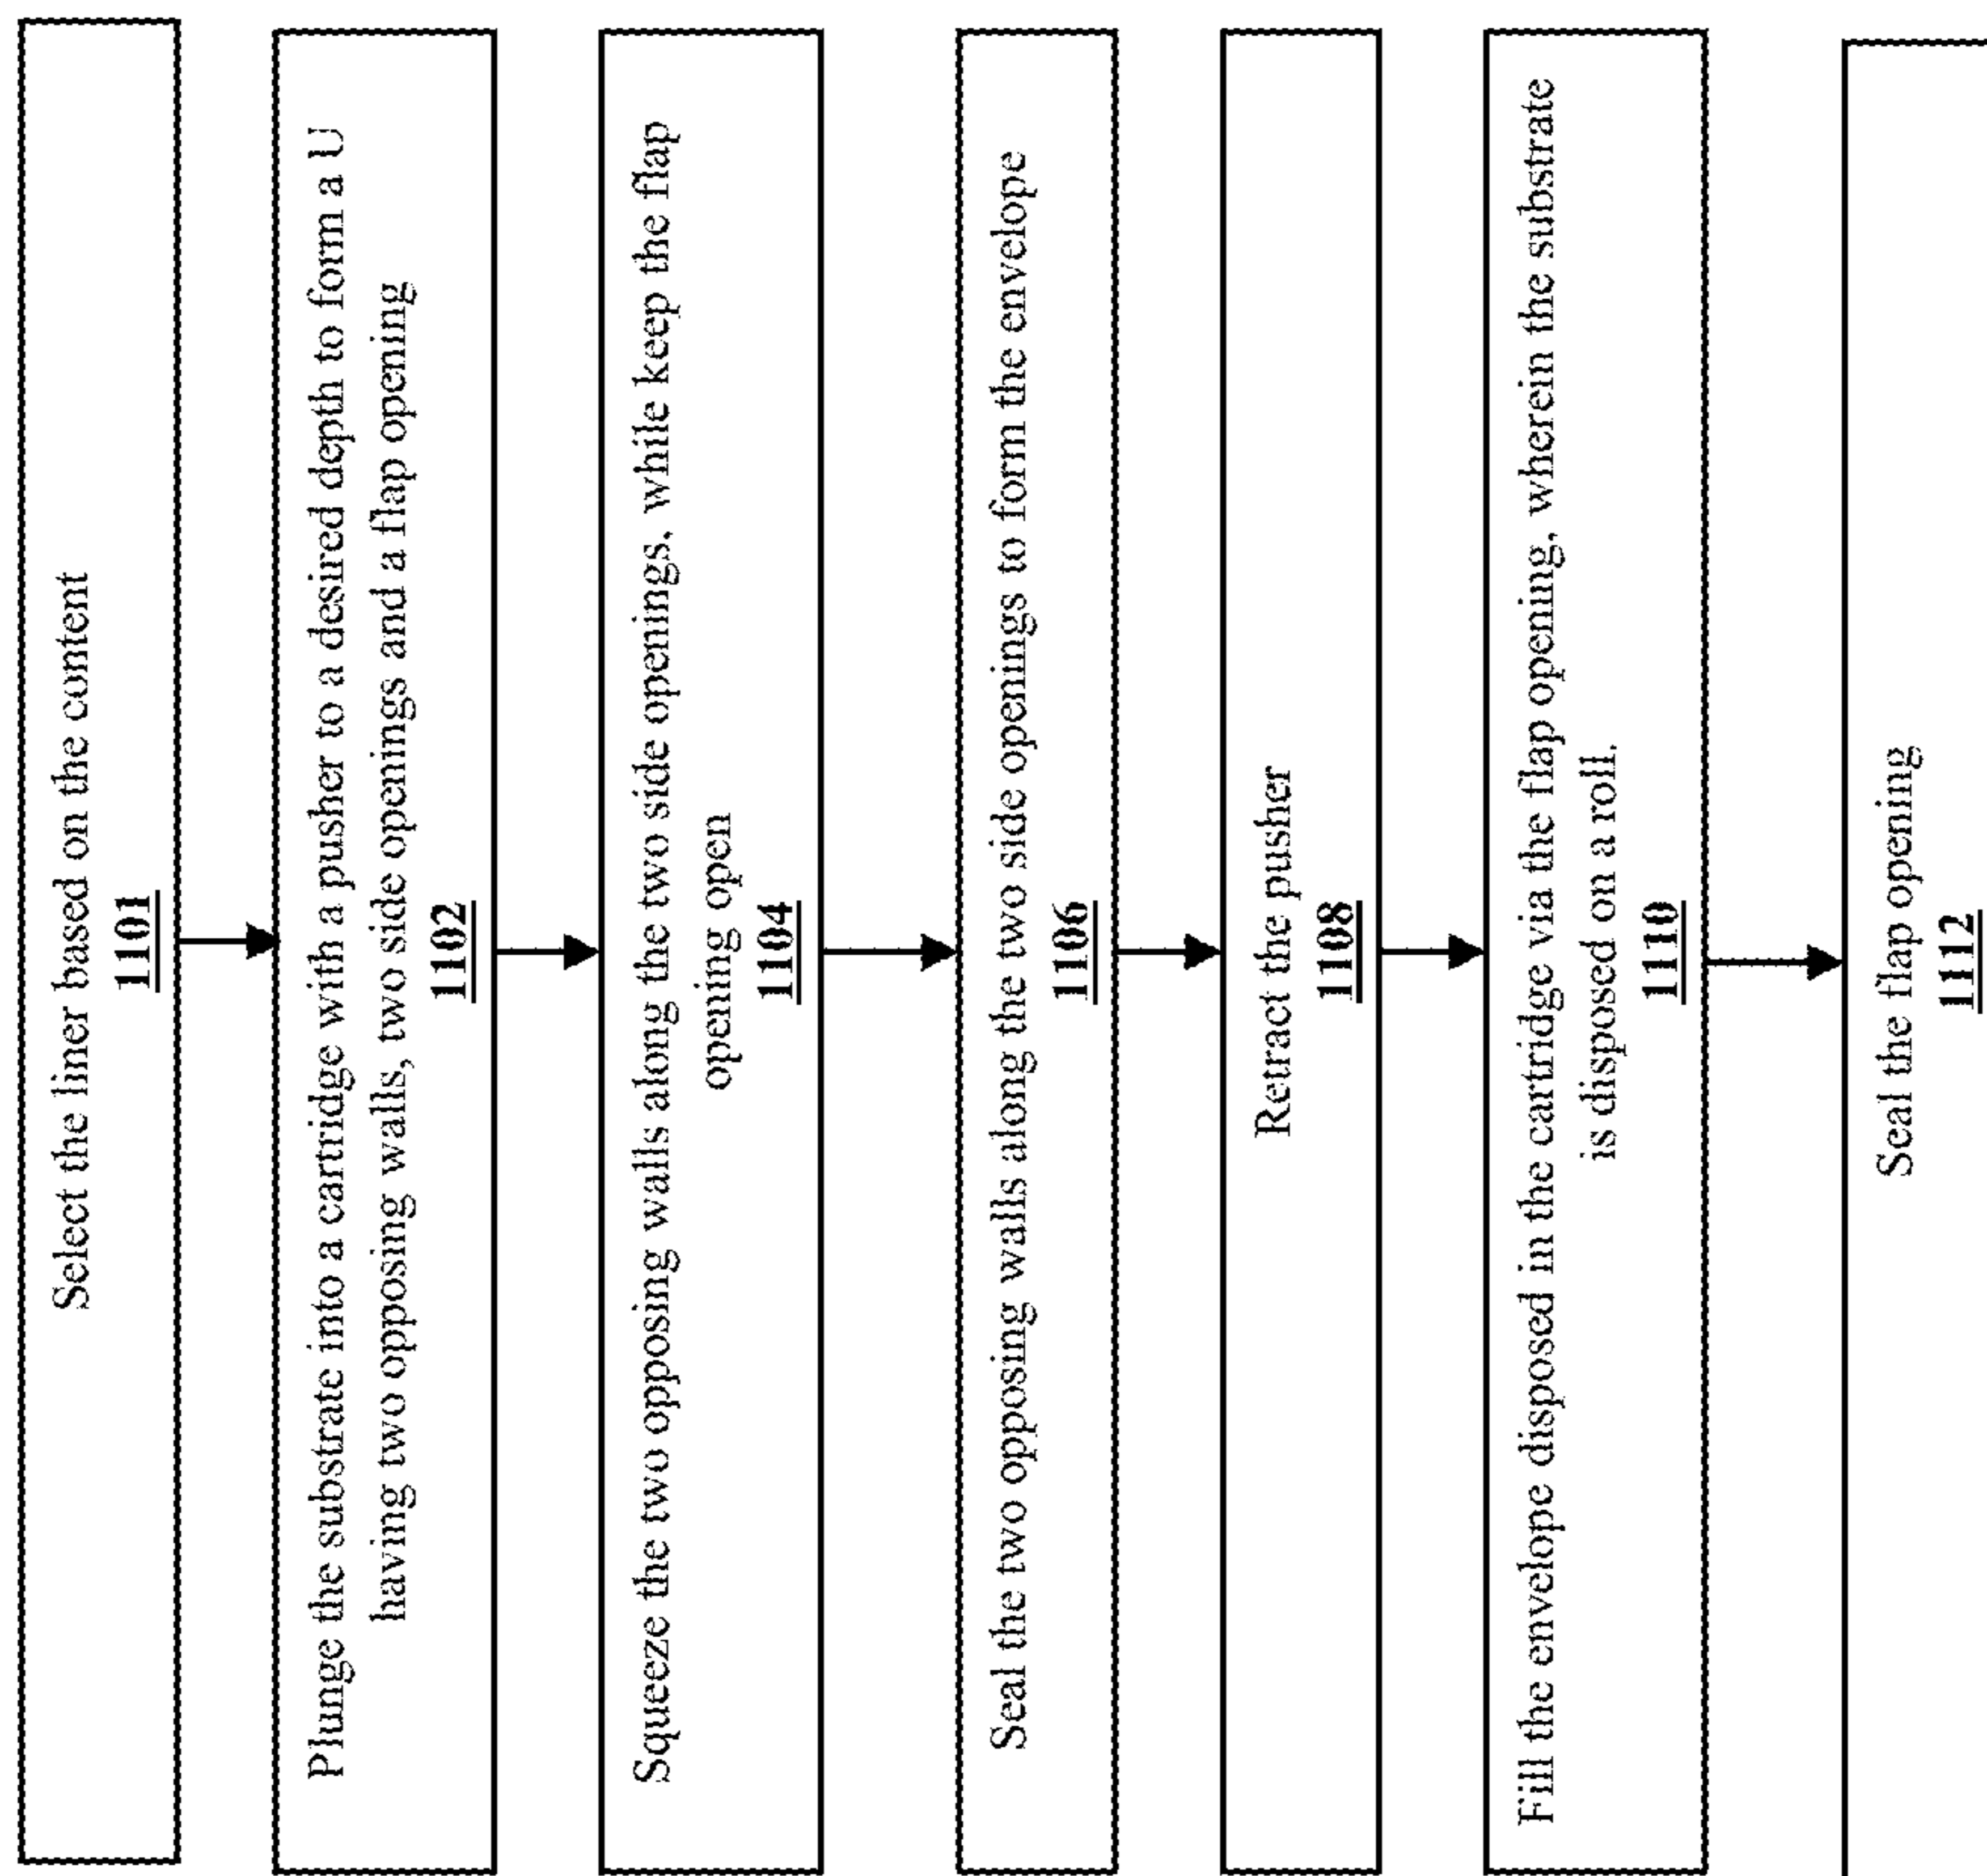 Select the liner based on the content
1101
Plunge the substrate into a cartridge with a pusher to a desired depth to form a U
having two opposing walls, two side openings and a flap opening
1102
Squeeze the two opposing walls along the two side openings, while keep the flap
opening open
1104
Seal the two opposing walls along the two side openings to form the envelope
1106
Retract the pusher
1108
Fill the envelope disposed in the cartridge via the flap opening, wherein the substrate
is disposed on a roll.
1110
Seal the flap opening
1112